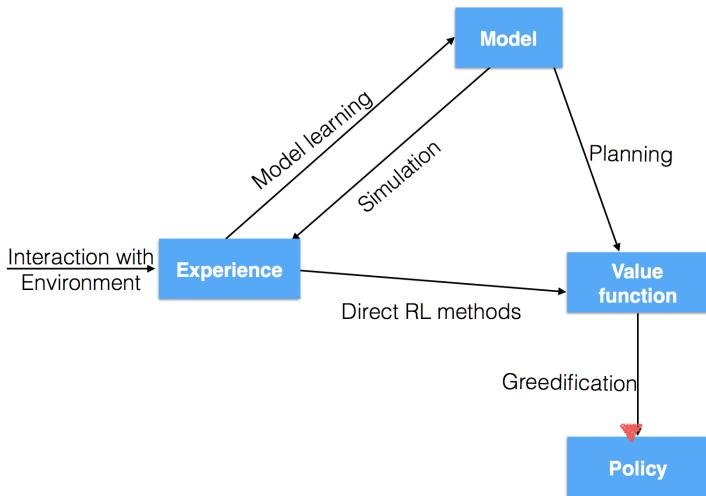 Model
Model learning
Simulation
Planning
Interaction with
Environment
Experience
Value
function
Direct RL methods
Greedification
Policy